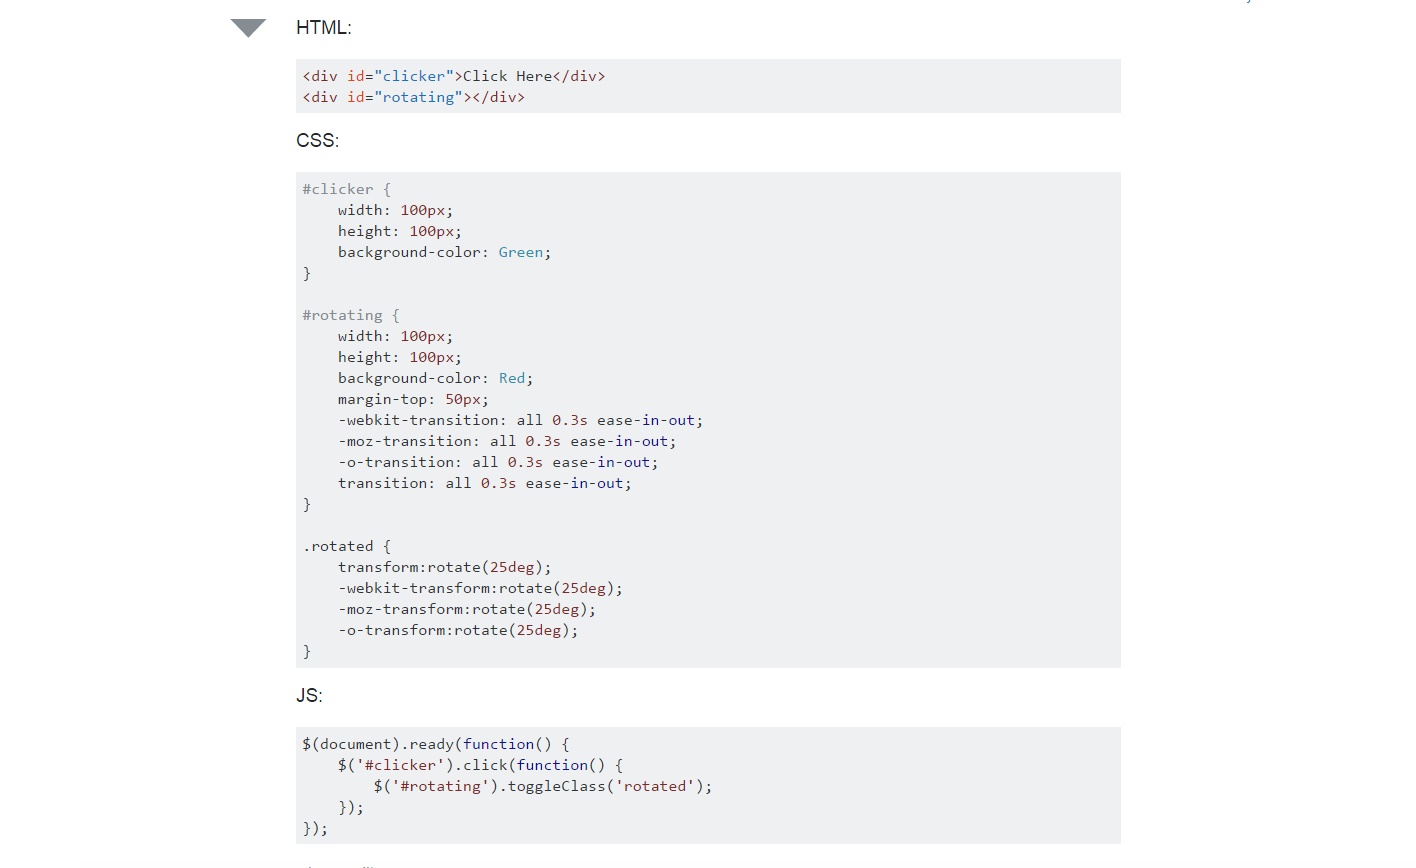 HTML:
<div id="clicker">Click Here</div>
<div id="rotating"></div>
CSS:
#clicker {
    width: 100px;
    height: 100px;
    background-color: Green;
}

#rotating {
    width: 100px;
    height: 100px;
    background-color: Red;
    margin-top: 50px;
    -webkit-transition: all 0.3s ease-in-out;
    -moz-transition: all 0.3s ease-in-out;
    -o-transition: all 0.3s ease-in-out;
    transition: all 0.3s ease-in-out;
}

.rotated {
    transform:rotate(25deg);
    -webkit-transform:rotate(25deg);
    -moz-transform:rotate(25deg);
    -o-transform:rotate(25deg);
}
JS:
$(document).ready(function() {
    $('#clicker').click(function() {
        $('#rotating').toggleClass('rotated');
    });
});